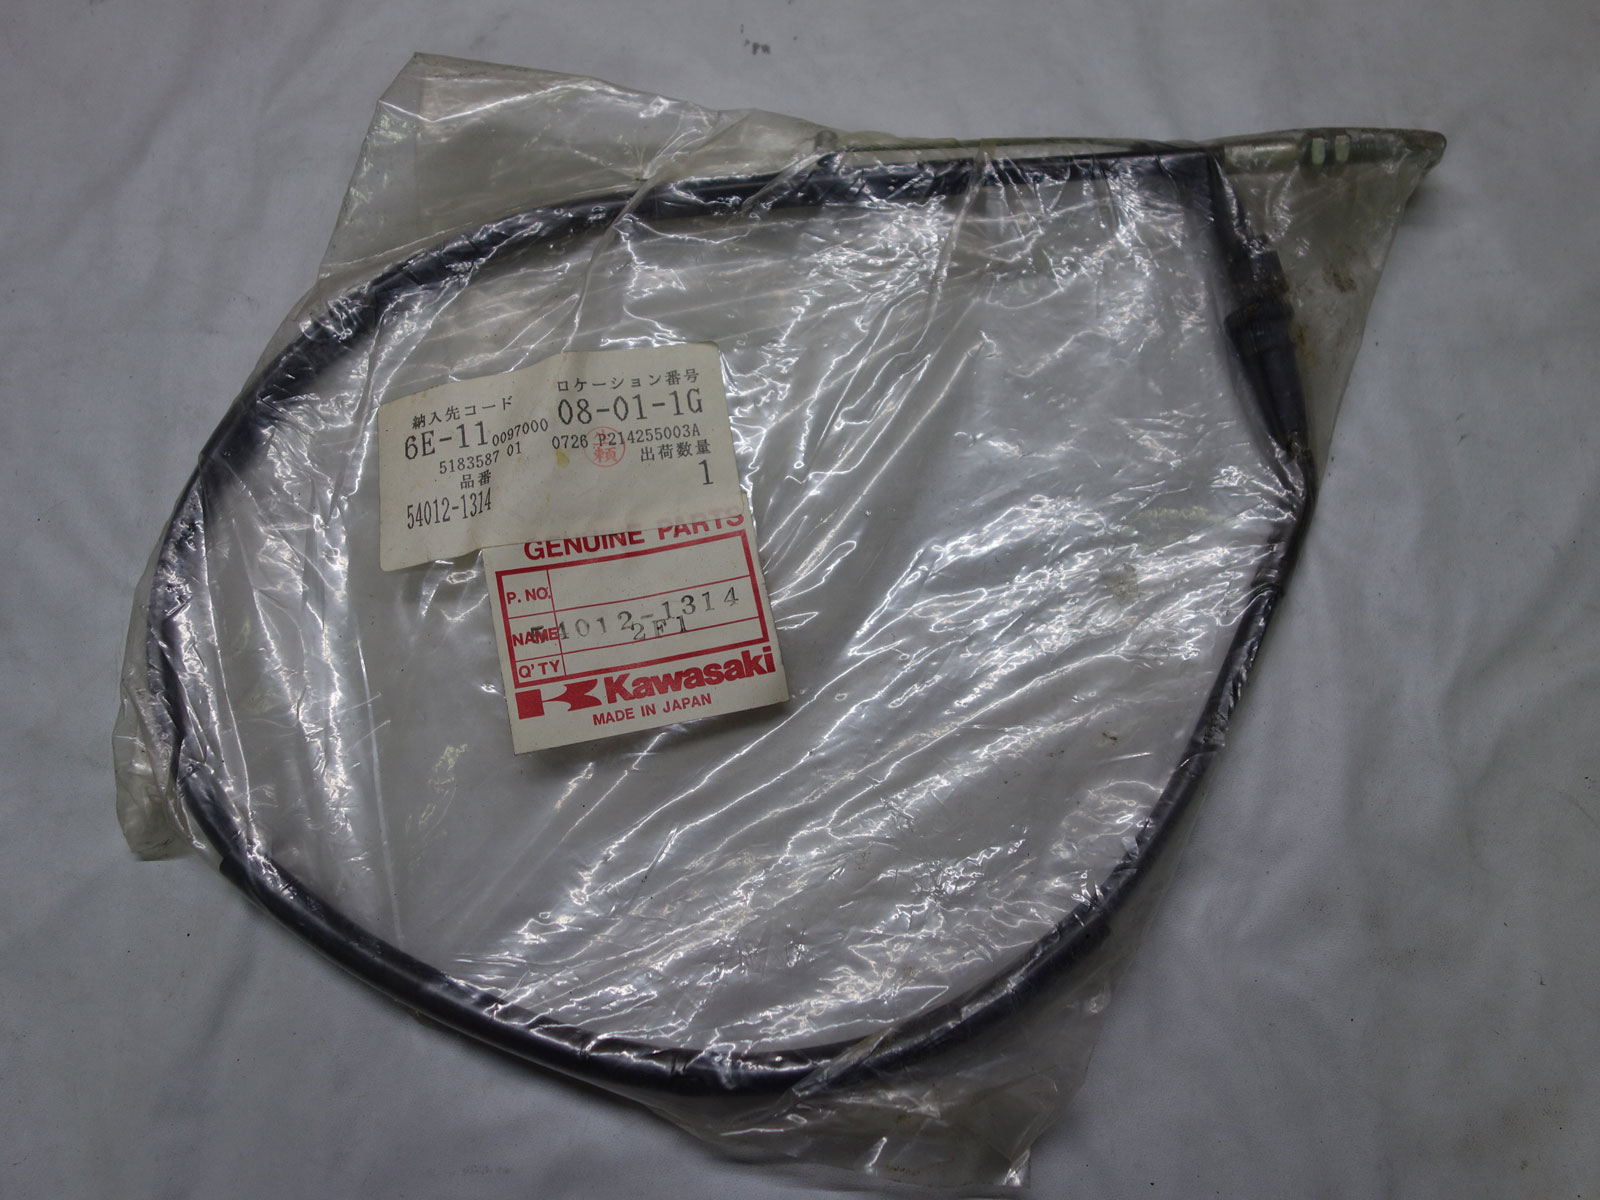 納入先コード
ロケーション番号
6E-11 0097000
08-01-1G
5183587 01
0726 P214255003A
品番
出荷数量
54012-1314
1
GENUINE PARTS
P. NO.
54012-1314
NAME
2F1
Q'TY
Kawasaki
MADE IN JAPAN